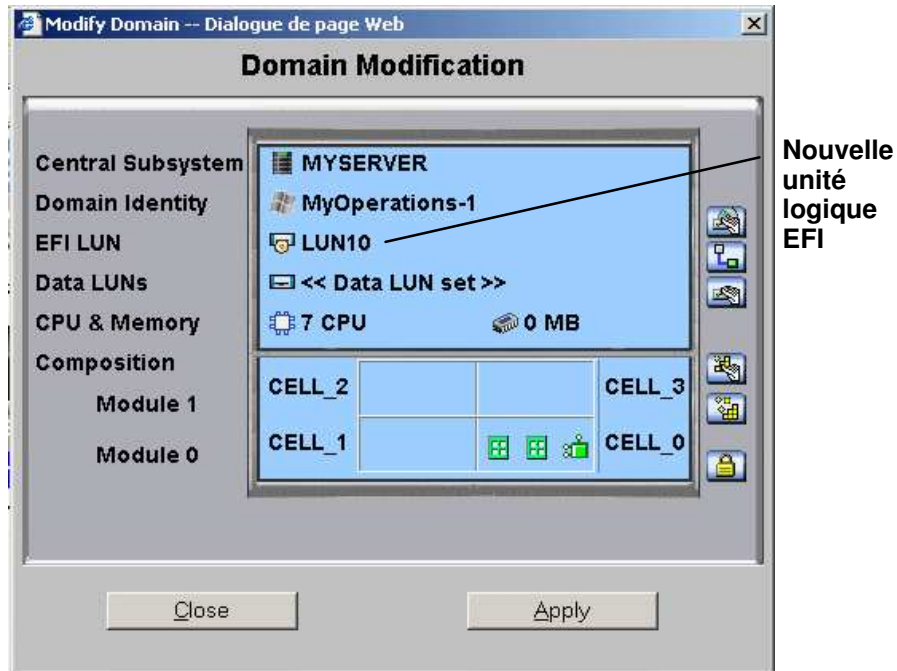 Modify Domain -- Dialogue de page Web
Domain Modification
Central Subsystem MYSERVER
Domain Identity MyOperations-1
EFI LUN LUN10
Data LUNs << Data LUN set >>
CPU & Memory 7 CPU 0 MB
Composition
Module 1 CELL_2 CELL_3
Module 0 CELL_1 CELL_0
Close Apply
Nouvelle
unité
logique
EFI